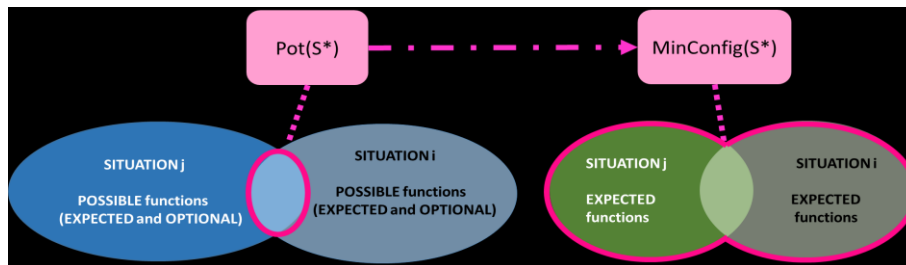 Pot(S*)
MinConfig(S*)
SITUATION j
POSSIBLE functions
(EXPECTED and OPTIONAL)
SITUATION i
POSSIBLE functions
(EXPECTED and OPTIONAL)
SITUATION j
EXPECTED
functions
SITUATION i
EXPECTED
functions